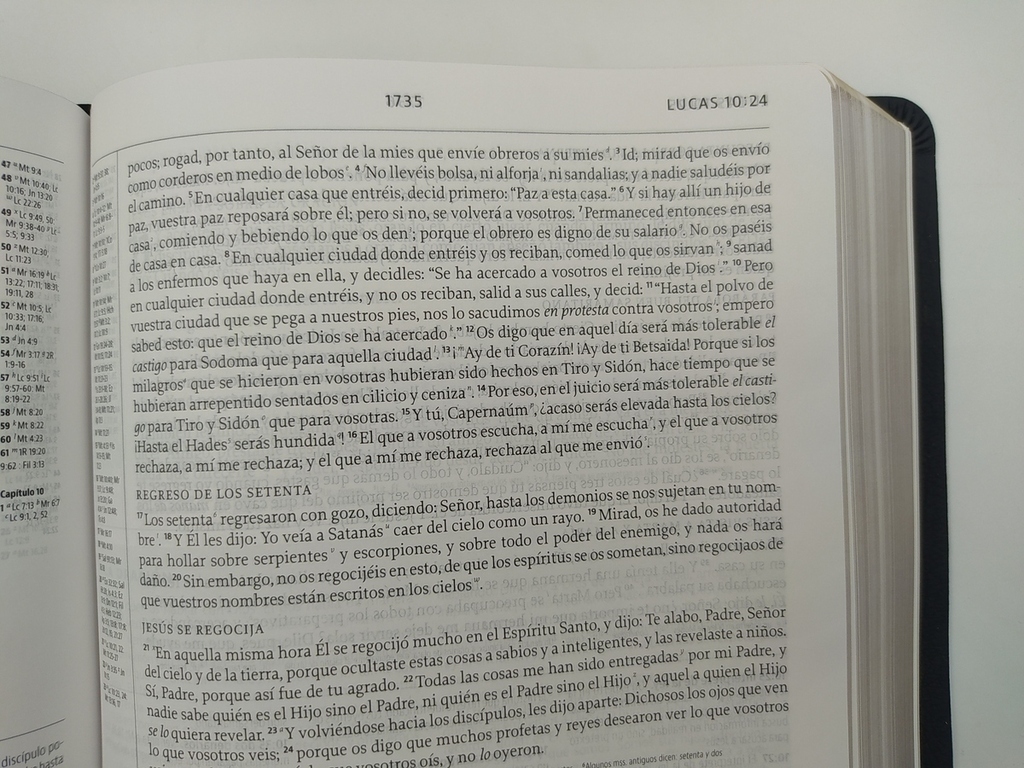 47 u Mt 9:4
48 v Mt 10:40; Lc
10:16; Jn 13:20
w Lc 22:26
49 x Lc 9:49, 50;
Mr 9:38-40 y Lc
5:5; 9:33
50 z Mt 12:30;
Lc 11:23
51 a Mr 16:19 b Lc
13:22; 17:11; 18:31;
19:11, 28
52 c Mt 10:5; Lc
10:33; 17:16;
Jn 4:4
53 d Jn 4:9
54 f Mr 3:17 g 2R
1:9-16
57 h Lc 9:51 i Lc
9:57-60; Mt
8:19-22
58 j Mt 8:20
59 k Mt 8:22
60 l Mt 4:23
61 m 1R 19:20
9:62 Fil 3:13
Capítulo 10
1 a Lc 7:13 b Mr 6:7
c Lc 9:1, 2, 52
discípulo po-
hasta
1735
LUCAS 10:24
pocos; rogad, por tanto, al Señor de la mies que envíe obreros a su mies. 3 Id; mirad que os envío
como corderos en medio de lobos. 4 No llevéis bolsa, ni alforja, ni sandalias; y a nadie saludéis por
el camino. 5 En cualquier casa que entréis, decid primero: “Paz a esta casa.” 6 Y si hay allí un hijo de
paz, vuestra paz reposará sobre él; pero si no, se volverá a vosotros. 7 Permaneced entonces en esa
casa, comiendo y bebiendo lo que os den; porque el obrero es digno de su salario. No os paséis
de casa en casa. 8 En cualquier ciudad donde entréis y os reciban, comed lo que os sirvan; 9 sanad
a los enfermos que haya en ella, y decidles: “Se ha acercado a vosotros el reino de Dios.” 10 Pero
en cualquier ciudad donde entréis, y no os reciban, salid a sus calles, y decid: 11 “Hasta el polvo de
vuestra ciudad que se pega a nuestros pies, nos lo sacudimos en protesta contra vosotros; empero
sabed esto: que el reino de Dios se ha acercado.” 12 Os digo que en aquel día será más tolerable el
castigo para Sodoma que para aquella ciudad. 13 ¡Ay de ti Corazín! ¡Ay de ti Betsaida! Porque si los
milagros que se hicieron en vosotras hubieran sido hechos en Tiro y Sidón, hace tiempo que se
hubieran arrepentido sentados en cilicio y ceniza. 14 Por eso, en el juicio será más tolerable el casti-
go para Tiro y Sidón que para vosotras. 15 Y tú, Capernaúm, ¿acaso serás elevada hasta los cielos?
¡Hasta el Hades serás hundida! 16 El que a vosotros escucha, a mí me escucha, y el que a vosotros
rechaza, a mí me rechaza; y el que a mí me rechaza, rechaza al que me envió.
REGRESO DE LOS SETENTA
17 Los setenta regresaron con gozo, diciendo: Señor, hasta los demonios se nos sujetan en tu nom-
bre. 18 Y Él les dijo: Yo veía a Satanás caer del cielo como un rayo. 19 Mirad, os he dado autoridad
para hollar sobre serpientes y escorpiones, y sobre todo el poder del enemigo, y nada os hará
daño. 20 Sin embargo, no os regocijéis en esto, de que los espíritus se os sometan, sino regocijaos de
que vuestros nombres están escritos en los cielos.
JESÚS SE REGOCIJA
21 En aquella misma hora Él se regocijó mucho en el Espíritu Santo, y dijo: Te alabo, Padre, Señor
del cielo y de la tierra, porque ocultaste estas cosas a sabios y a inteligentes, y las revelaste a niños.
Sí, Padre, porque así fue de tu agrado. 22 Todas las cosas me han sido entregadas por mi Padre, y
nadie sabe quién es el Hijo sino el Padre, ni quién es el Padre sino el Hijo, y aquel a quien el Hijo
se lo quiera revelar. 23 Y volviéndose hacia los discípulos, les dijo aparte: Dichosos los ojos que ven
lo que vosotros veis; 24 porque os digo que muchos profetas y reyes desearon ver lo que vosotros
vosotros oís, y no lo oyeron.
Algunos mss. antiguos dicen: setenta y dos